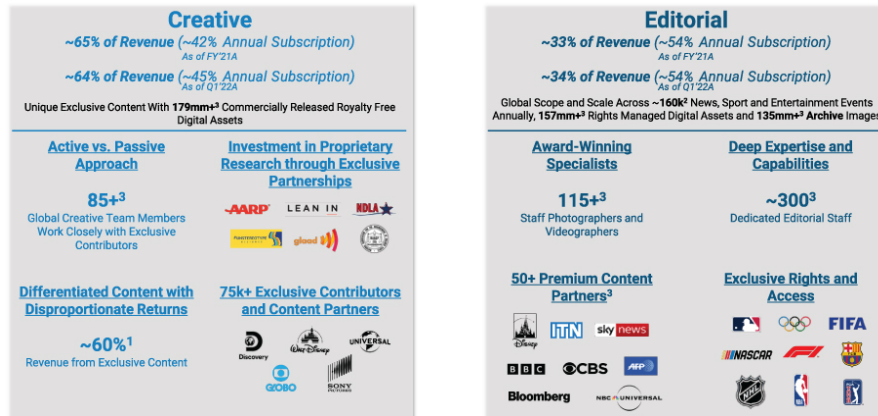 Creative
~65% of Revenue (~42% Annual Subscription)
As of FY'21A
~64% of Revenue (~45% Annual Subscription)
As of Q1'22A
Unique Exclusive Content With 179mm+³ Commercially Released Royalty Free
Digital Assets
Active vs. Passive
Approach
85+³
Global Creative Team Members
Work Closely with Exclusive
Contributors
Investment in Proprietary
Research through Exclusive
Partnerships
AARP
LEAN IN
NDLA
glaad
Differentiated Content with
Disproportionate Returns
~60%¹
Revenue from Exclusive Content
75k+ Exclusive Contributors
and Content Partners
Discovery
WALT DISNEY
UNIVERSAL
GLOBO
SONY
PICTURES
Editorial
~33% of Revenue (~54% Annual Subscription)
As of FY'21A
~34% of Revenue (~54% Annual Subscription)
As of Q1'22A
Global Scope and Scale Across ~160k² News, Sport and Entertainment Events
Annually, 157mm+³ Rights Managed Digital Assets and 135mm+³ Archive Images
Award-Winning
Specialists
115+³
Staff Photographers and
Videographers
Deep Expertise and
Capabilities
~300³
Dedicated Editorial Staff
50+ Premium Content
Partners³
Disney
ITN
sky news
BBC
CBS
AFP
Bloomberg
NBC UNIVERSAL
Exclusive Rights and
Access
FIFA
NASCAR
F1
FCB
NHL
NBA
PGA TOUR